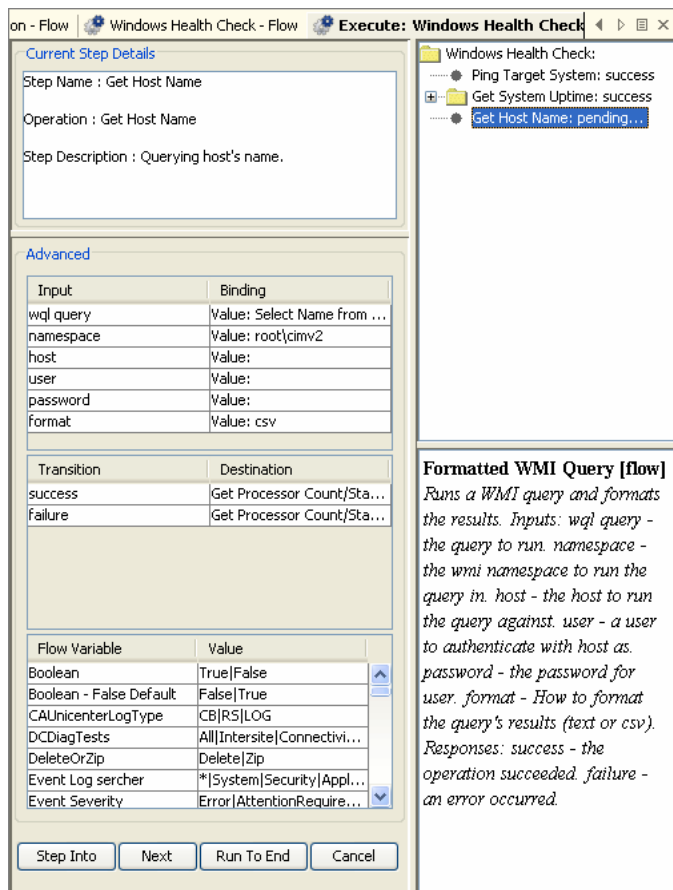 on - Flow Windows Health Check - Flow Execute: Windows Health Check
Current Step Details
Step Name : Get Host Name
Operation : Get Host Name
Step Description : Querying host's name.
Windows Health Check:
Ping Target System: success
Get System Uptime: success
Get Host Name: pending...
Advanced
Input Binding
wql query Value: Select Name from ...
namespace Value: root\cimv2
host Value:
user Value:
password Value:
format Value: csv
Transition Destination
success Get Processor Count/Sta...
failure Get Processor Count/Sta...
Flow Variable Value
Boolean True|False
Boolean - False Default False|True
CAUnicenterLogType CB|RS|LOG
DCDiagTests All|Intersite|Connectivi...
DeleteOrZip Delete|Zip
Event Log sercher *|System|Security|Appl...
Event Severity Error|AttentionRequire...
Step Into Next Run To End Cancel
Formatted WMI Query [flow]
Runs a WMI query and formats
the results. Inputs: wql query -
the query to run. namespace -
the wmi namespace to run the
query in. host - the host to run
the query against. user - a user
to authenticate with host as.
password - the password for
user. format - How to format
the query's results (text or csv).
Responses: success - the
operation succeeded. failure -
an error occurred.